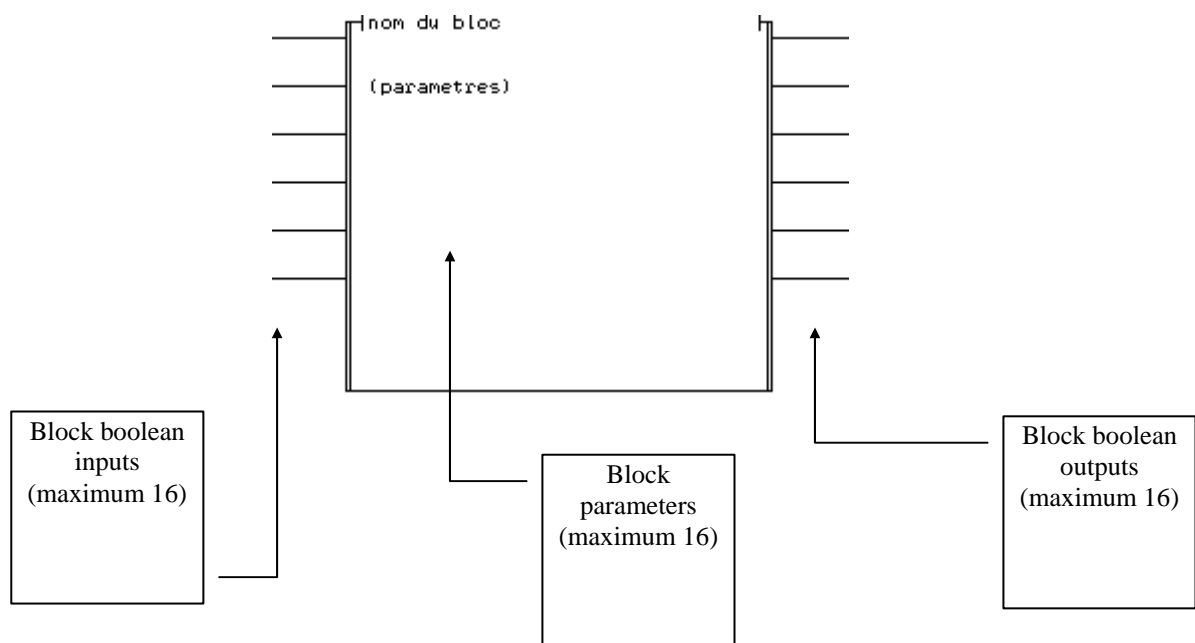 nom du bloc
(parametres)
Block boolean
inputs
(maximum 16)
Block
parameters
(maximum 16)
Block boolean
outputs
(maximum 16)